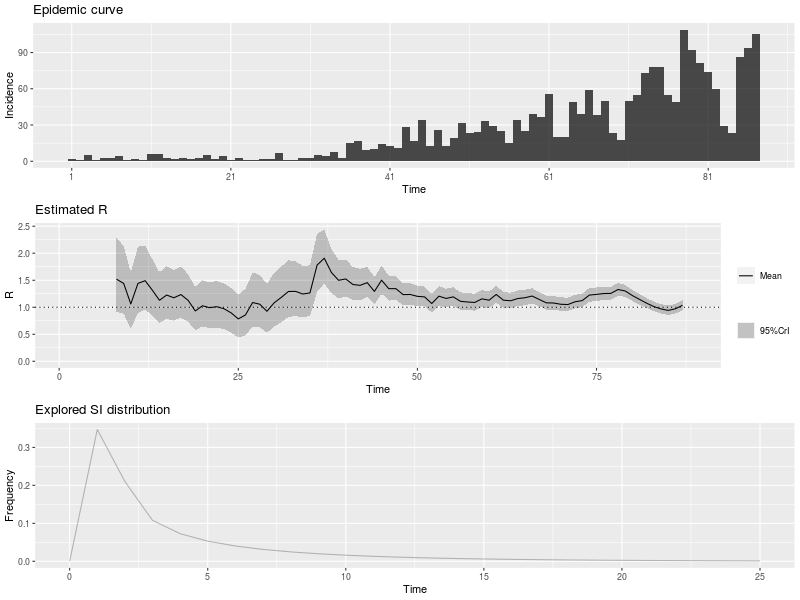 Epidemic curve
Incidence
90
60
30
0
1 21 41 61 81
Time
Estimated R
R
2.5
2.0
1.5
1.0
0.5
0.0
0 25 50 75
Time
Mean
95%CrI
Explored SI distribution
Frequency
0.3
0.2
0.1
0.0
0 5 10 15 20 25
Time